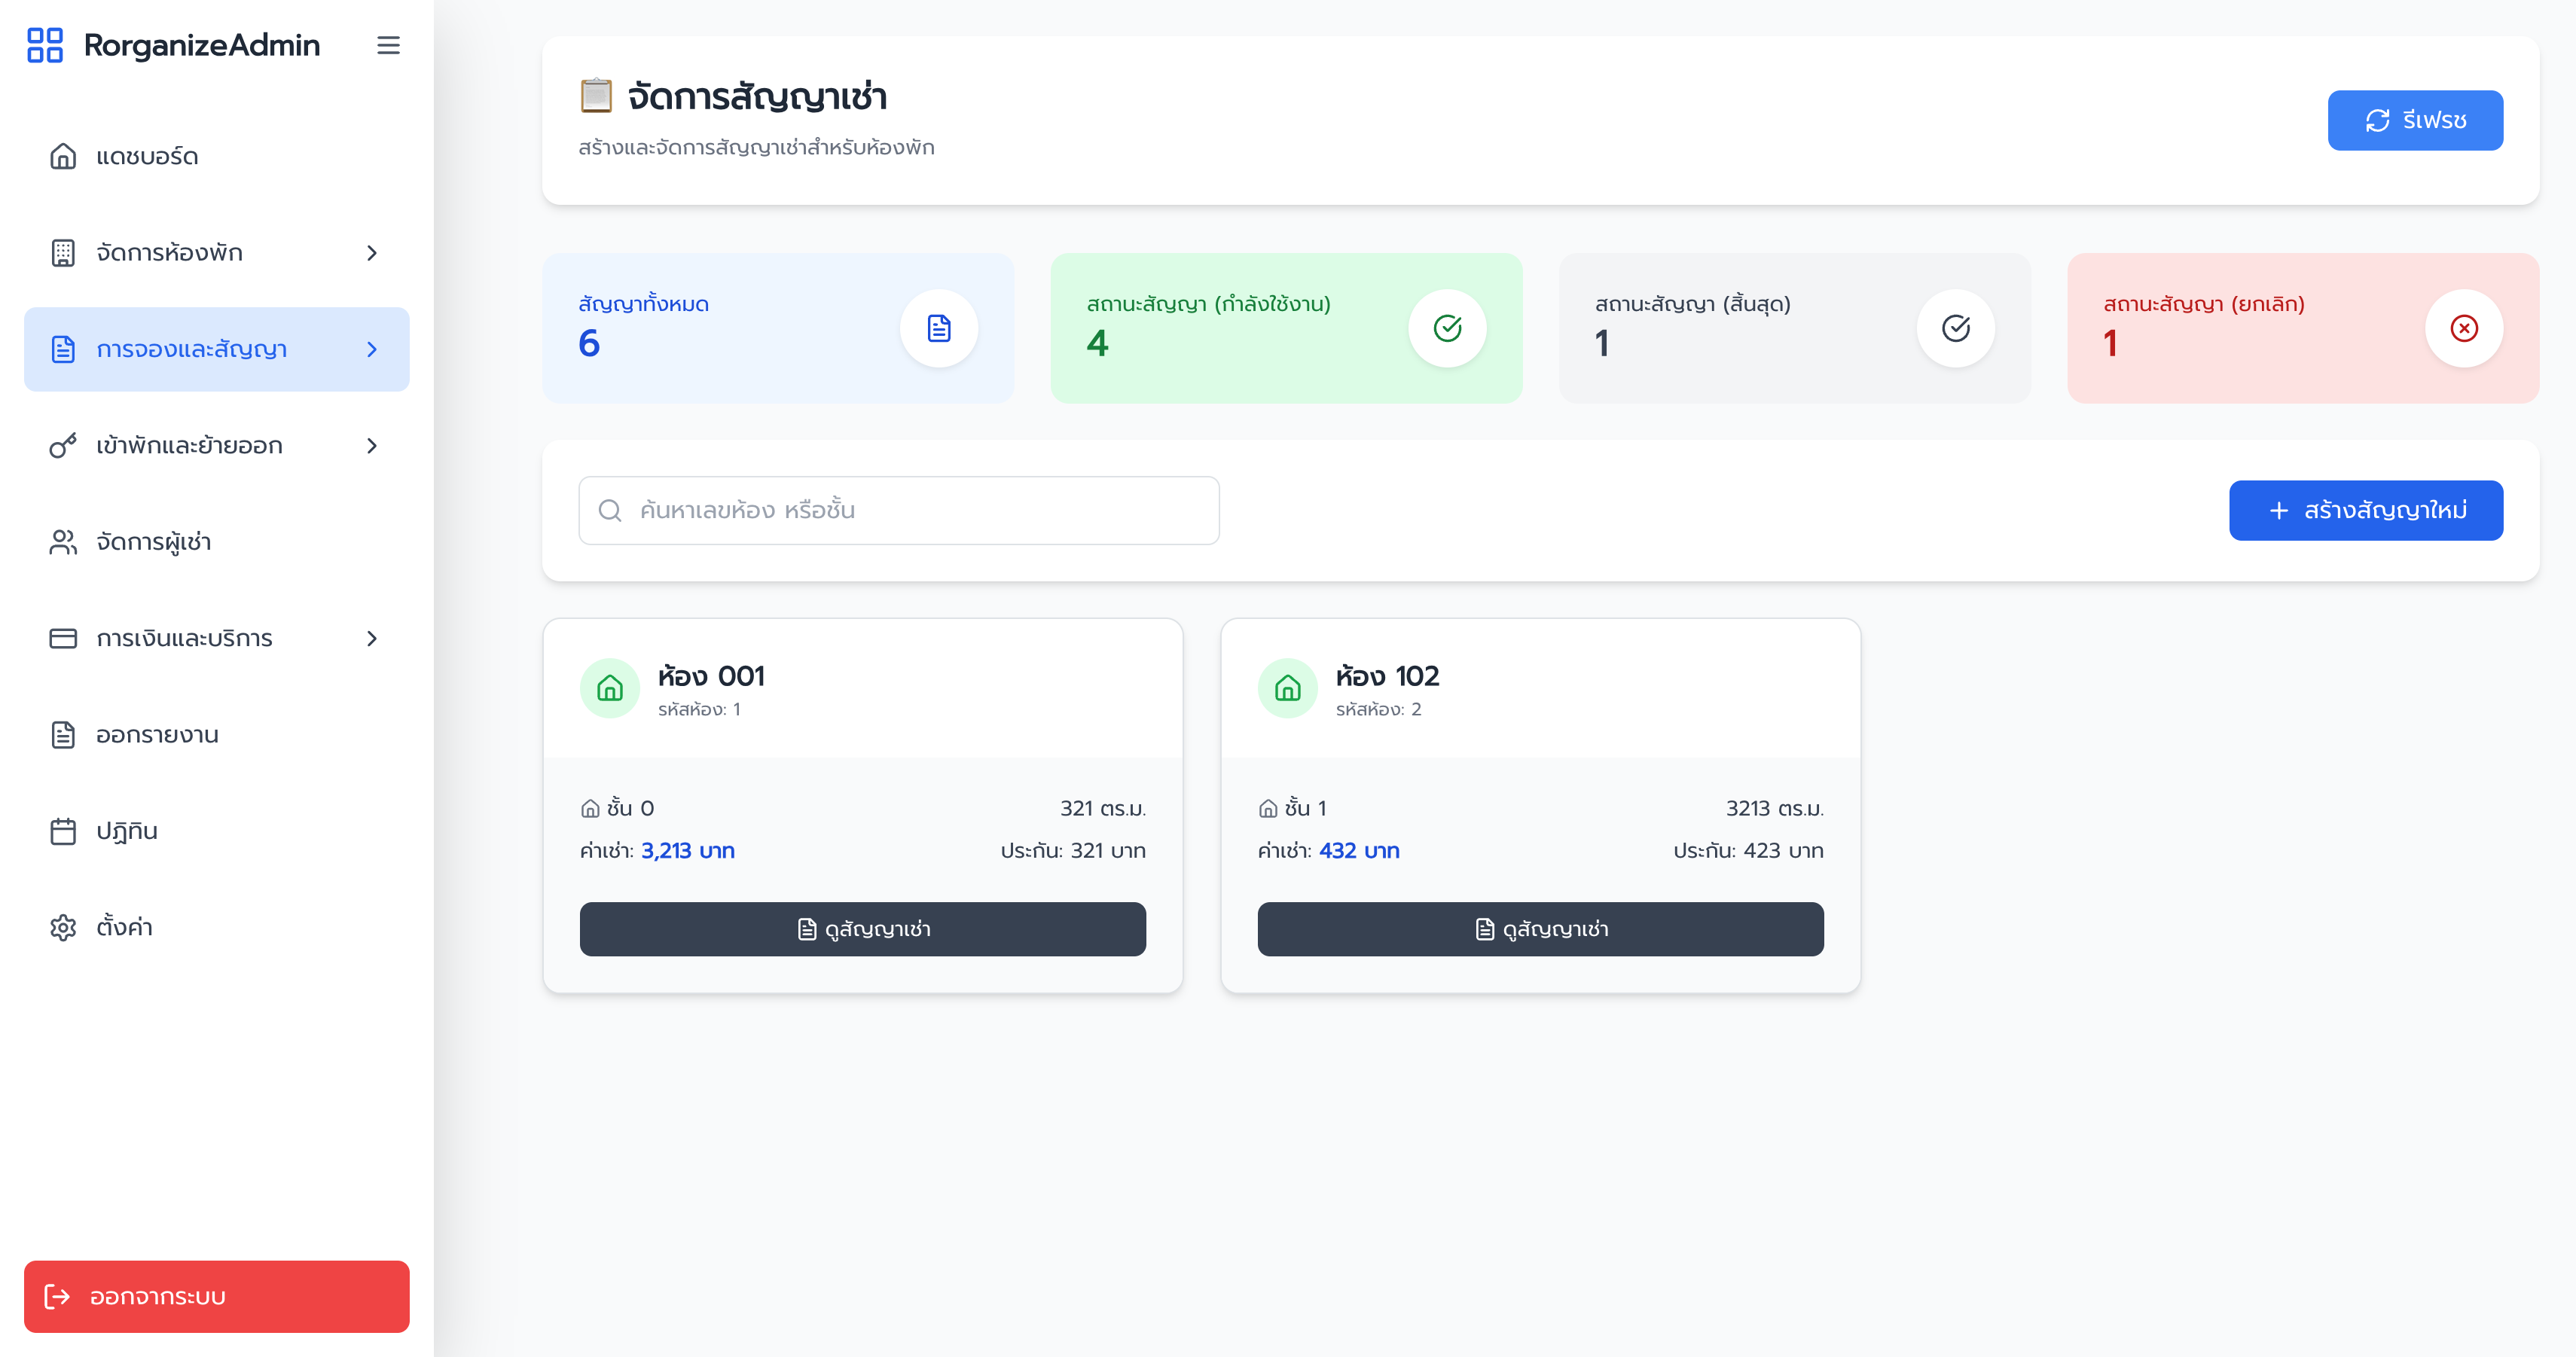 RorganizeAdmin
แดชบอร์ด
จัดการห้องพัก
การจองและสัญญา
เข้าพักและย้ายออก
จัดการผู้เช่า
การเงินและบริการ
ออกรายงาน
ปฏิทิน
ตั้งค่า
ออกจากระบบ
จัดการสัญญาเช่า
สร้างและจัดการสัญญาเช่าสำหรับห้องพัก
รีเฟรช
สัญญาทั้งหมด
6
สถานะสัญญา (กำลังใช้งาน)
4
สถานะสัญญา (สิ้นสุด)
1
สถานะสัญญา (ยกเลิก)
1
ค้นหาเลขห้อง หรือชั้น
สร้างสัญญาใหม่
ห้อง 001
รหัสห้อง: 1
ชั้น 0 321 ตร.ม.
ค่าเช่า: 3,213 บาท ประกัน: 321 บาท
ดูสัญญาเช่า
ห้อง 102
รหัสห้อง: 2
ชั้น 1 3213 ตร.ม.
ค่าเช่า: 432 บาท ประกัน: 423 บาท
ดูสัญญาเช่า